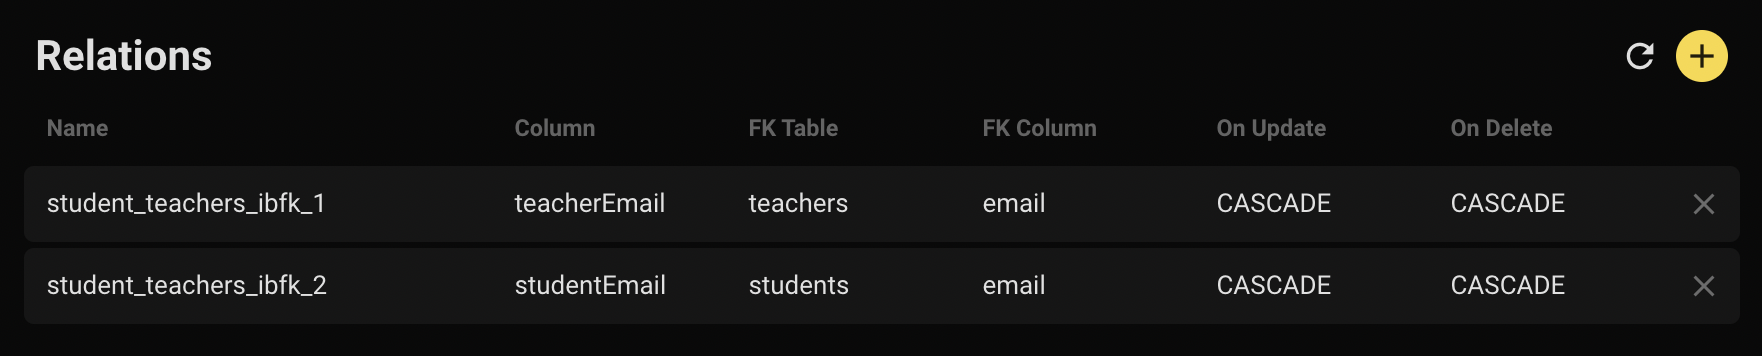 Relations
Name Column FK Table FK Column On Update On Delete
student_teachers_ibfk_1 teacherEmail teachers email CASCADE CASCADE
student_teachers_ibfk_2 studentEmail students email CASCADE CASCADE